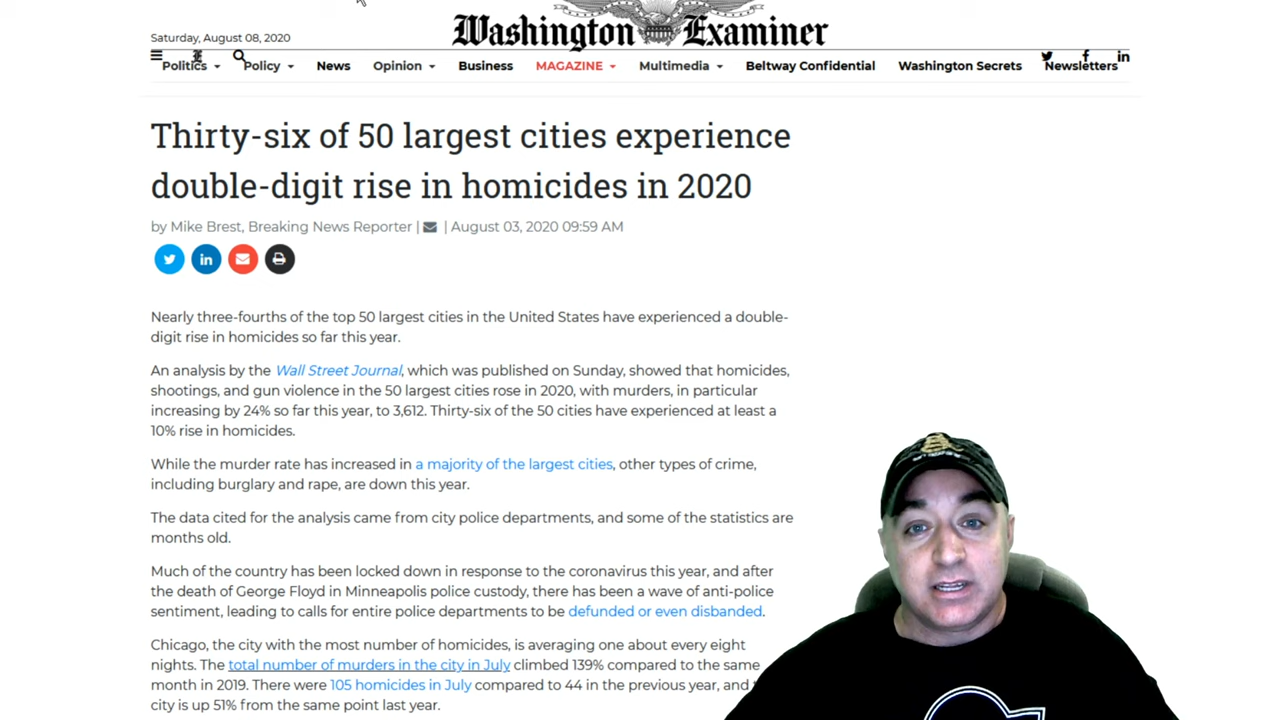 Washington Examiner
Saturday, August 08, 2020
Politics Policy News Opinion Business MAGAZINE Multimedia Beltway Confidential Washington Secrets Newsletters
Thirty-six of 50 largest cities experience
double-digit rise in homicides in 2020
by Mike Brest, Breaking News Reporter | | August 03, 2020 09:59 AM
Nearly three-fourths of the top 50 largest cities in the United States have experienced a double-
digit rise in homicides so far this year.
An analysis by the Wall Street Journal, which was published on Sunday, showed that homicides,
shootings, and gun violence in the 50 largest cities rose in 2020, with murders, in particular
increasing by 24% so far this year, to 3,612. Thirty-six of the 50 cities have experienced at least a
10% rise in homicides.
While the murder rate has increased in a majority of the largest cities, other types of crime,
including burglary and rape, are down this year.
The data cited for the analysis came from city police departments, and some of the statistics are
months old.
Much of the country has been locked down in response to the coronavirus this year, and after
the death of George Floyd in Minneapolis police custody, there has been a wave of anti-police
sentiment, leading to calls for entire police departments to be defunded or even disbanded.
Chicago, the city with the most number of homicides, is averaging one about every eight
nights. The total number of murders in the city in July climbed 139% compared to the same
month in 2019. There were 105 homicides in July compared to 44 in the previous year, and
city is up 51% from the same point last year.